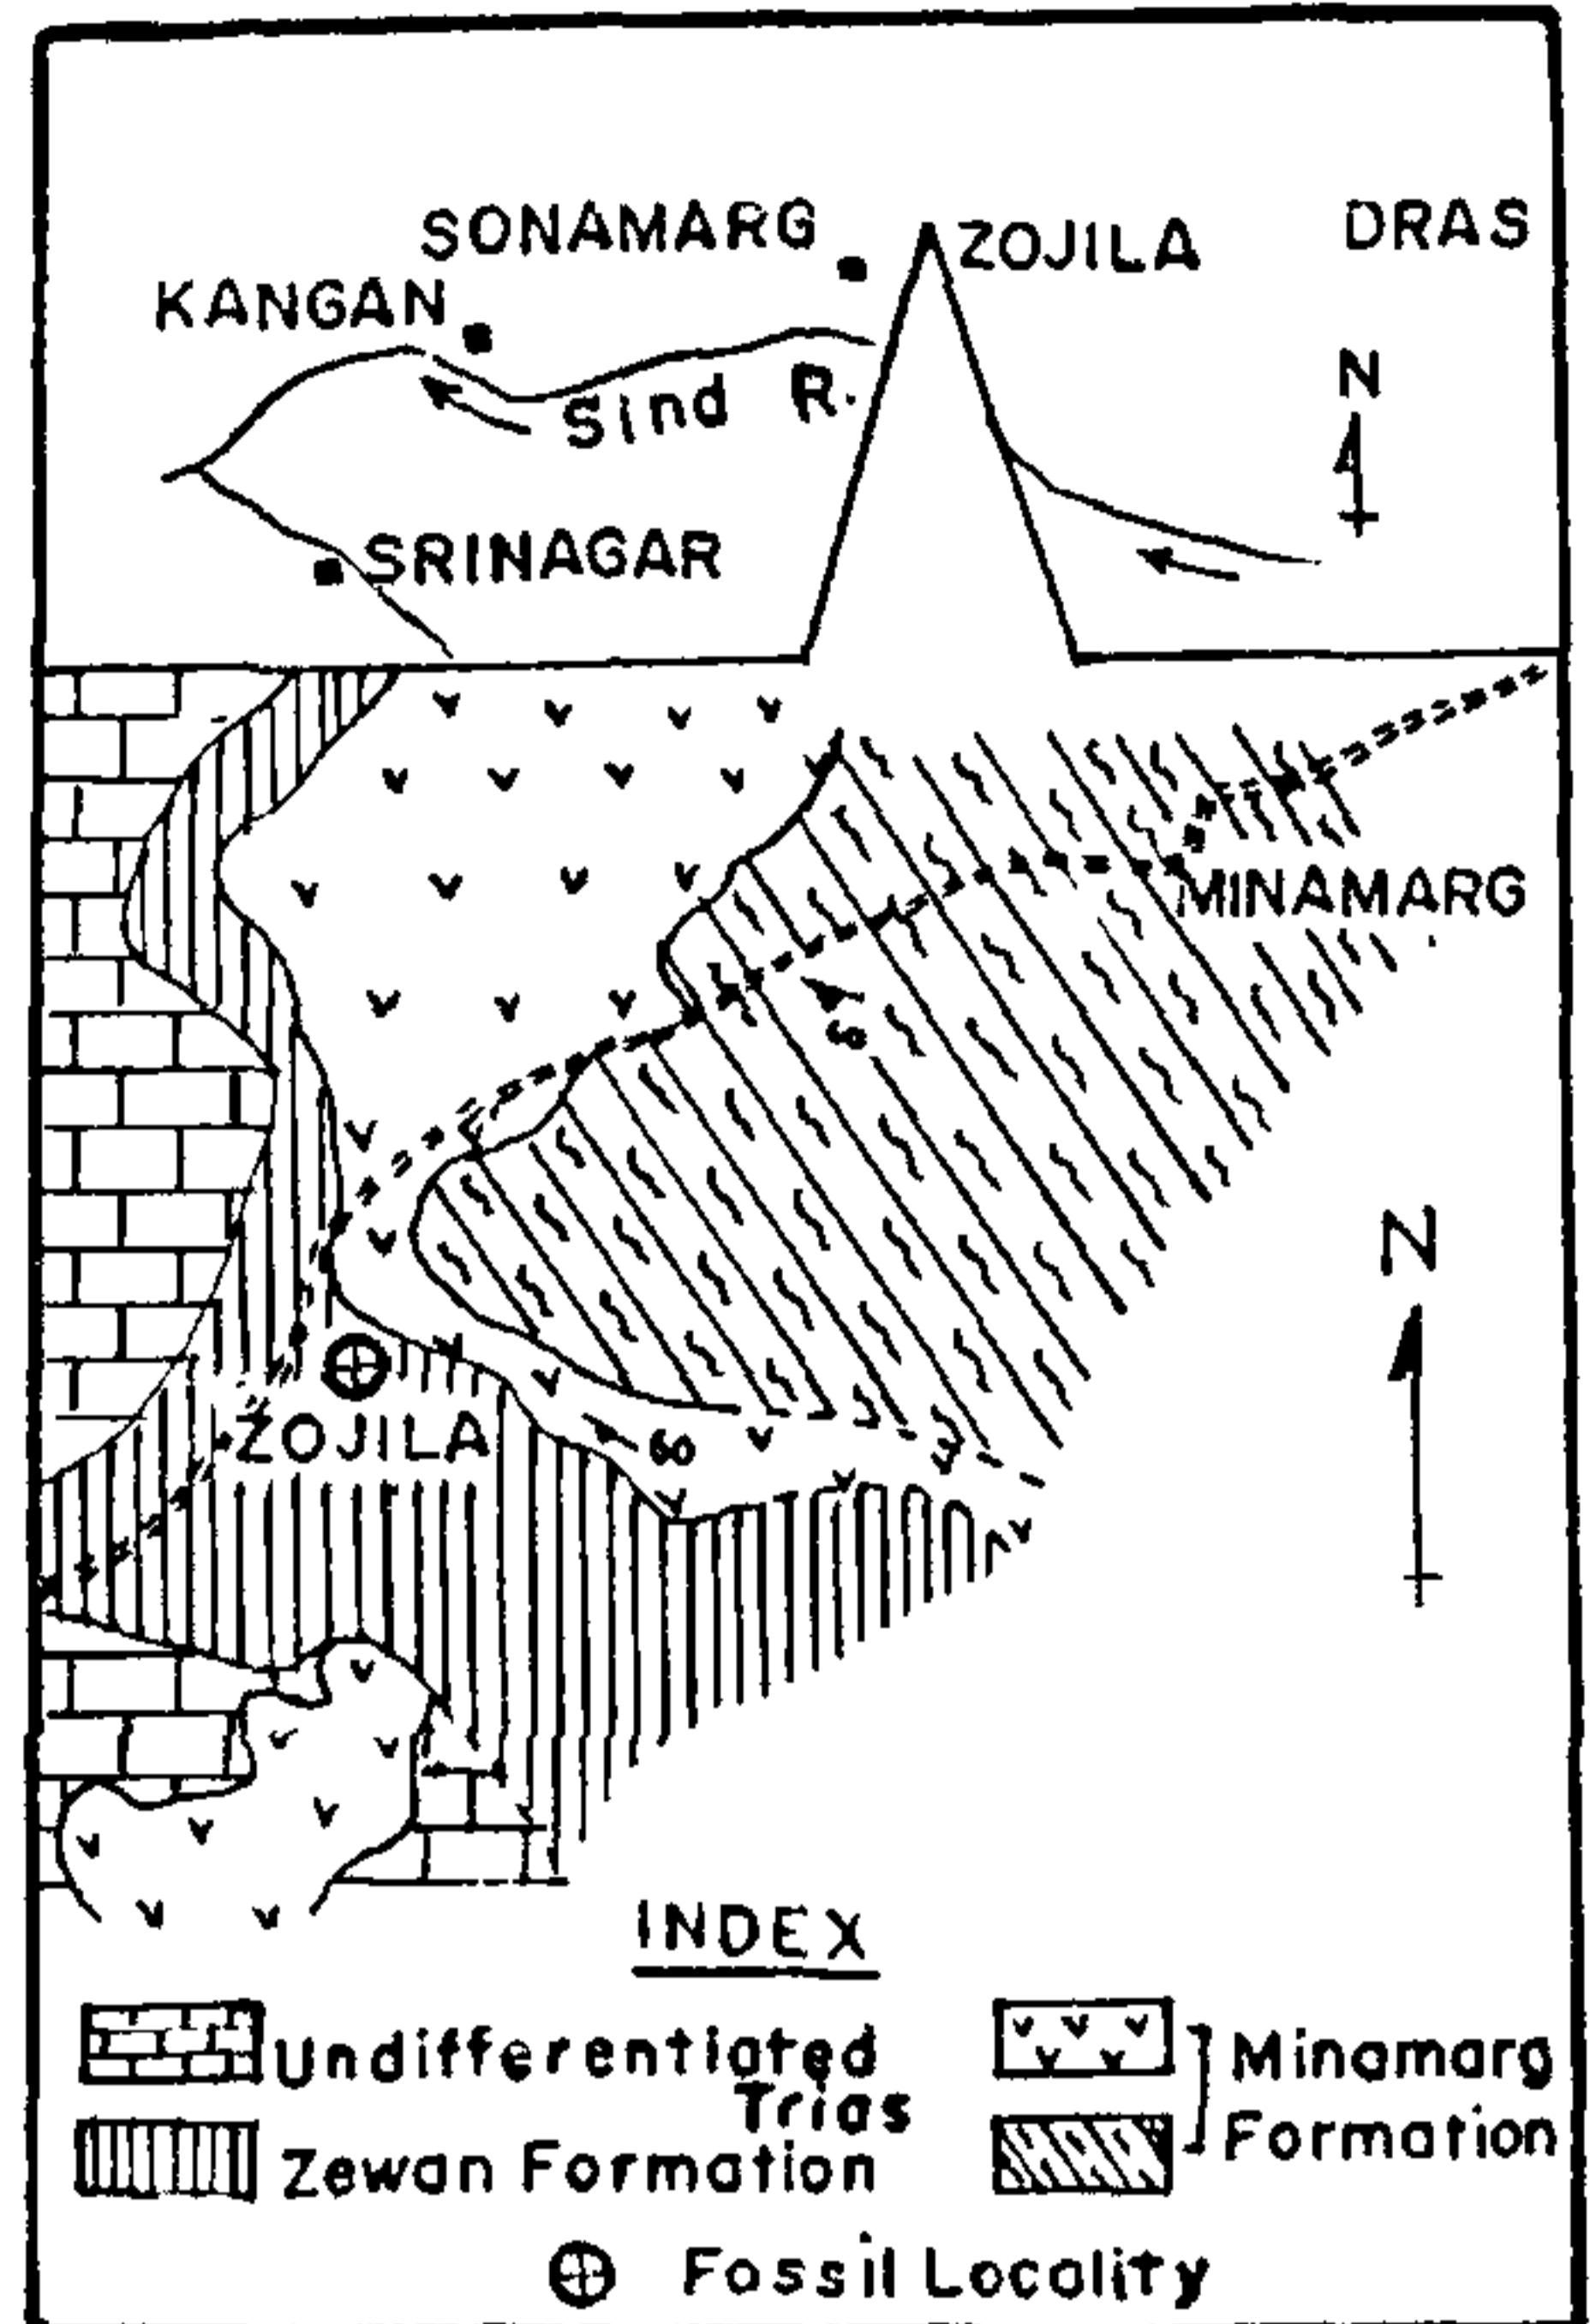 SONAMARG
ZOJILA
DRAS
KANGAN
N
Sind R.
SRINAGAR
MINAMARG
60
N
ZOJILA
60
INDEX
Undifferentiated
Trias
Minamarg
Formation
Zewan Formation
Fossil Locality